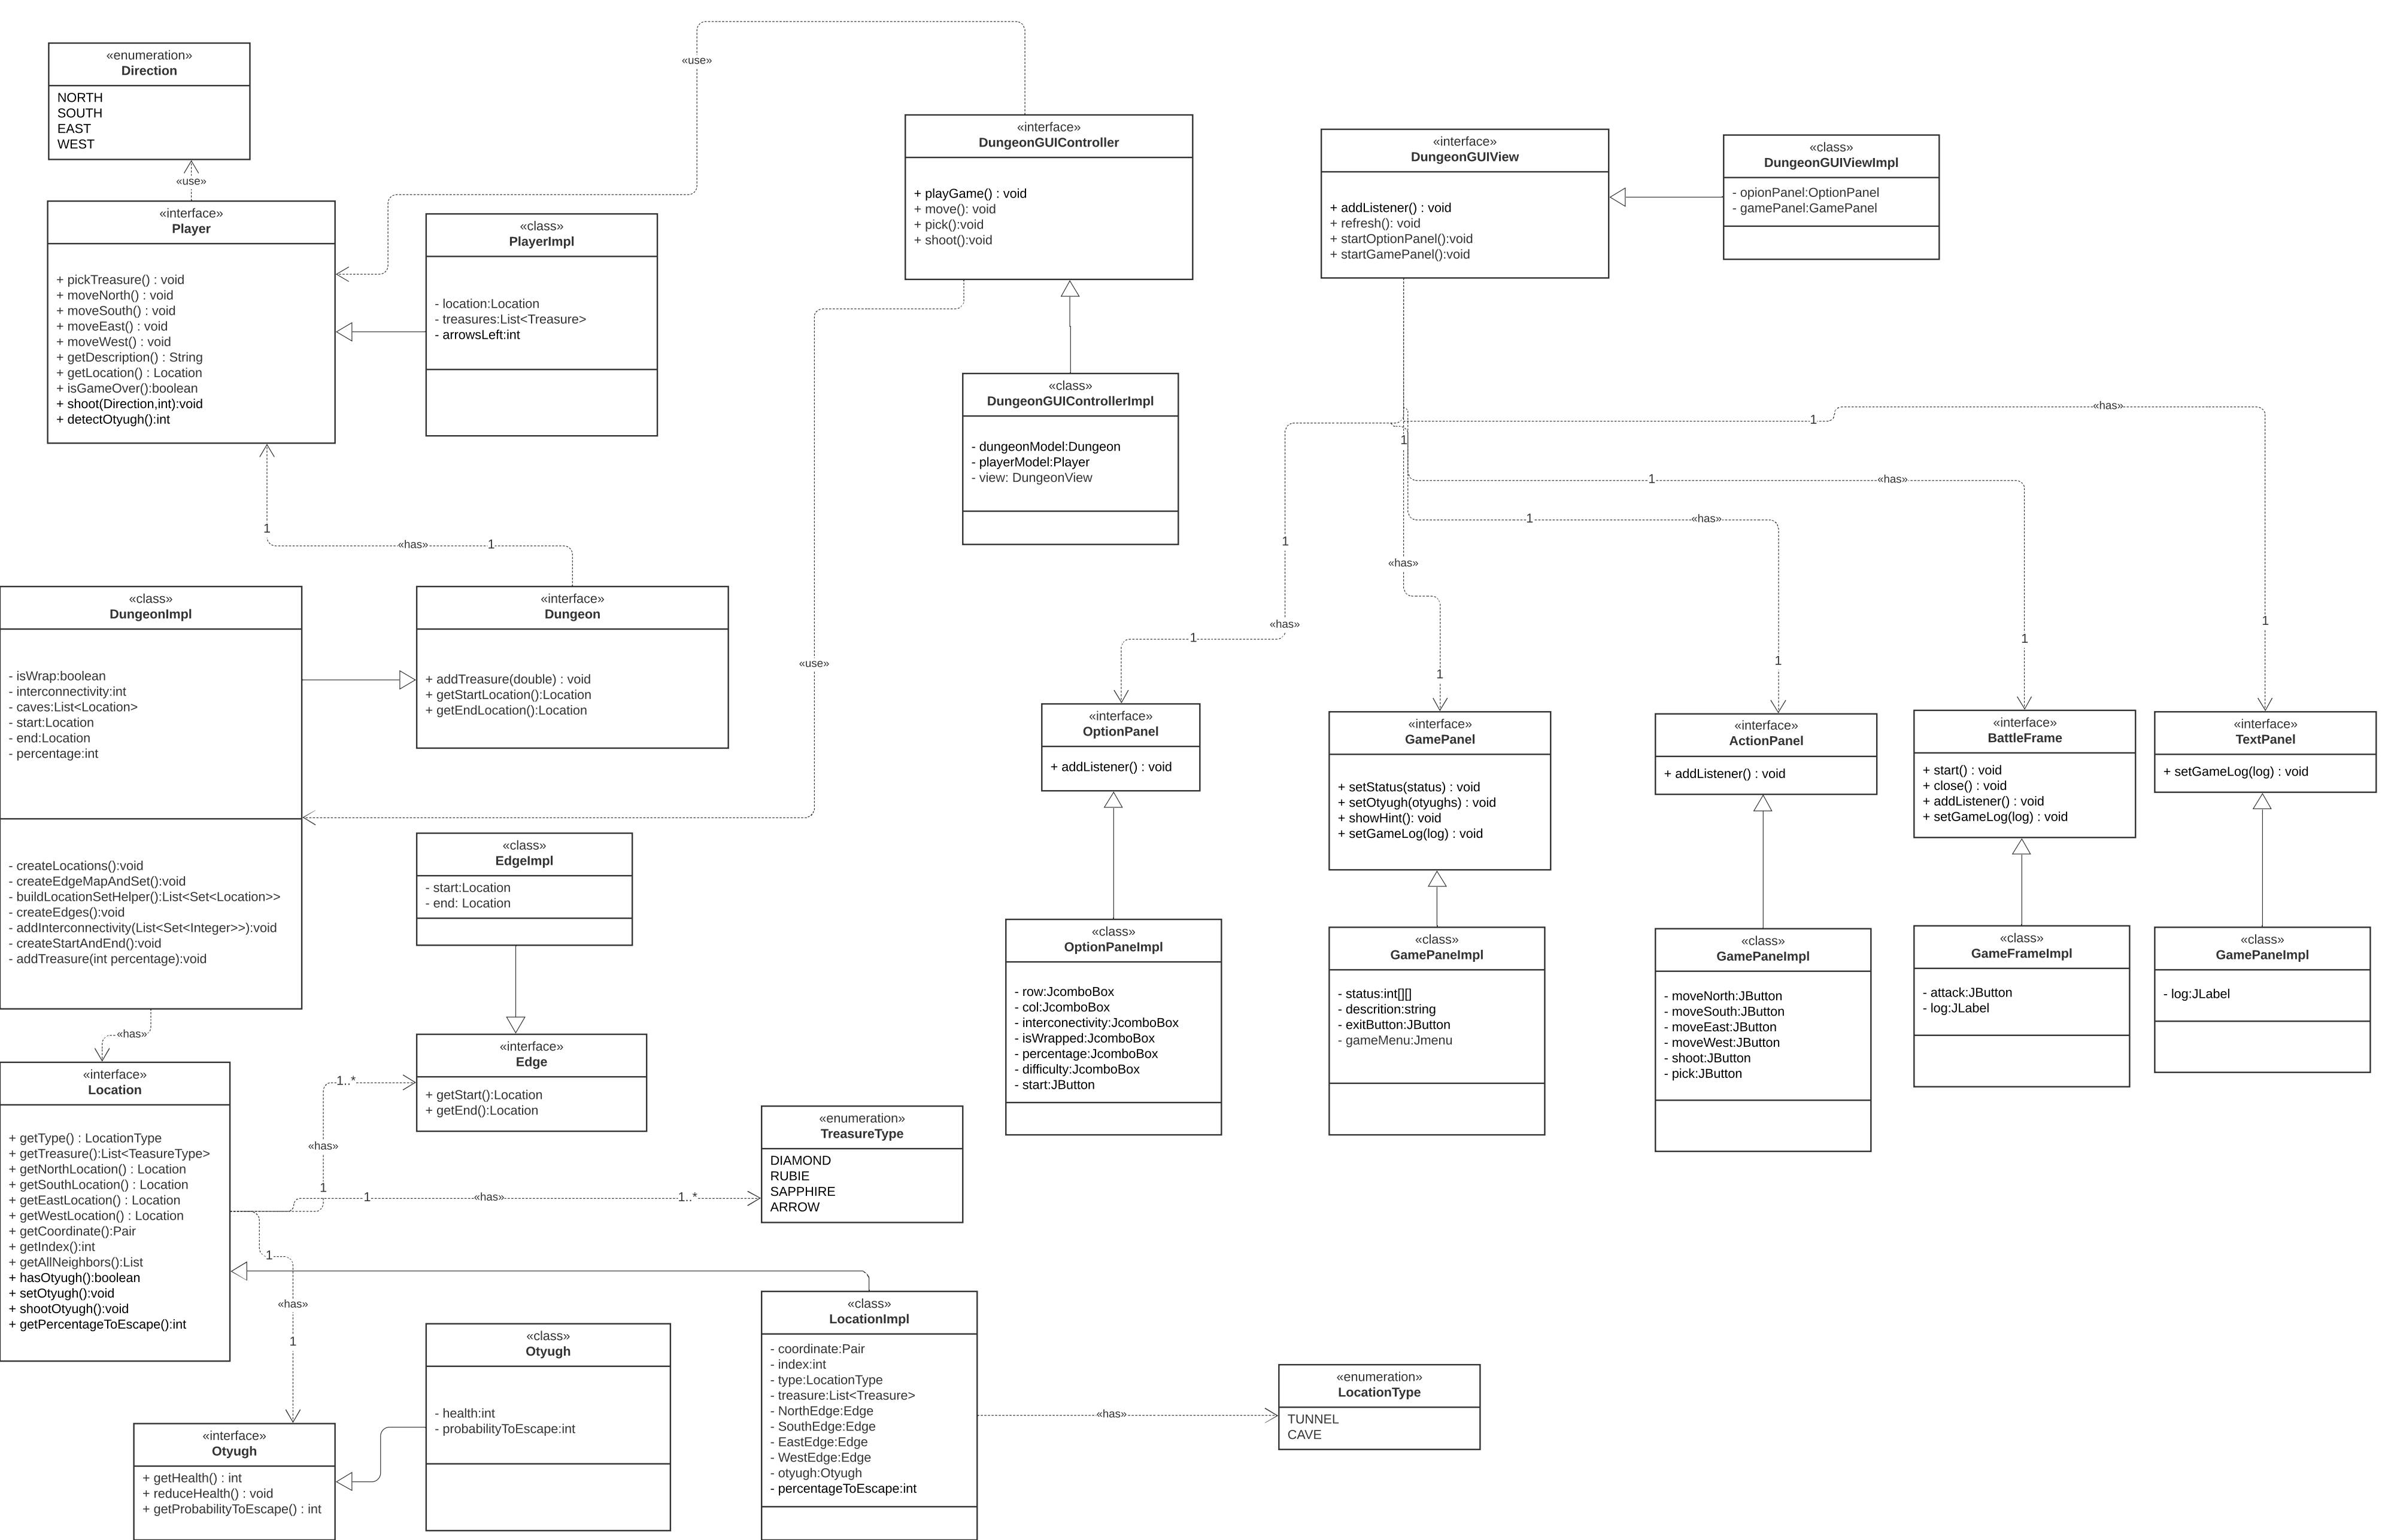 «enumeration»
Direction
NORTH
SOUTH
EAST
WEST
«use»
«use»
«interface»
Player
+ pickTreasure() : void
+ moveNorth() : void
+ moveSouth() : void
+ moveEast() : void
+ moveWest() : void
+ getDescription() : String
+ getLocation() : Location
+ isGameOver():boolean
+ shoot(Direction,int):void
+ detectOtyugh():int
«class»
PlayerImpl
- location:Location
- treasures:List<Treasure>
- arrowsLeft:int
«interface»
DungeonGUIController
+ playGame() : void
+ move(): void
+ pick():void
+ shoot():void
«interface»
DungeonGUIView
+ addListener() : void
+ refresh(): void
+ startOptionPanel():void
+ startGamePanel():void
«class»
DungeonGUIViewImpl
- opionPanel:OptionPanel
- gamePanel:GamePanel
«class»
DungeonGUIControllerImpl
- dungeonModel:Dungeon
- playerModel:Player
- view: DungeonView
1
«has»
1
1
«has»
1
1
«has»
1
1
«has»
1
1
«has»
1
1
«has»
1
«use»
«class»
DungeonImpl
- isWrap:boolean
- interconnectivity:int
- caves:List<Location>
- start:Location
- end:Location
- percentage:int
- createLocations():void
- createEdgeMapAndSet():void
- buildLocationSetHelper():List<Set<Location>>
- createEdges():void
- addInterconnectivity(List<Set<Integer>>):void
- createStartAndEnd():void
- addTreasure(int percentage):void
«interface»
Dungeon
+ addTreasure(double) : void
+ getStartLocation():Location
+ getEndLocation():Location
«interface»
OptionPanel
+ addListener() : void
«interface»
GamePanel
+ setStatus(status) : void
+ setOtyugh(otyughs) : void
+ showHint(): void
+ setGameLog(log) : void
«interface»
ActionPanel
+ addListener() : void
«interface»
BattleFrame
+ start() : void
+ close() : void
+ addListener() : void
+ setGameLog(log) : void
«interface»
TextPanel
+ setGameLog(log) : void
«class»
EdgeImpl
- start:Location
- end: Location
«class»
OptionPaneImpl
- row:JcomboBox
- col:JcomboBox
- interconectivity:JcomboBox
- isWrapped:JcomboBox
- percentage:JcomboBox
- difficulty:JcomboBox
- start:JButton
«class»
GamePaneImpl
- status:int[][]
- descrition:string
- exitButton:JButton
- gameMenu:Jmenu
«class»
GamePaneImpl
- moveNorth:JButton
- moveSouth:JButton
- moveEast:JButton
- moveWest:JButton
- shoot:JButton
- pick:JButton
«class»
GameFrameImpl
- attack:JButton
- log:JLabel
«class»
GamePaneImpl
- log:JLabel
«has»
«interface»
Location
+ getType() : LocationType
+ getTreasure():List<TeasureType>
+ getNorthLocation() : Location
+ getSouthLocation() : Location
+ getEastLocation() : Location
+ getWestLocation() : Location
+ getCoordinate():Pair
+ getIndex():int
+ getAllNeighbors():List
+ hasOtyugh():boolean
+ setOtyugh():void
+ shootOtyugh():void
+ getPercentageToEscape():int
1..*
«has»
1
«interface»
Edge
+ getStart():Location
+ getEnd():Location
1
«has»
1..*
«enumeration»
TreasureType
DIAMOND
RUBIE
SAPPHIRE
ARROW
1
«has»
1
«class»
Otyugh
- health:int
- probabilityToEscape:int
«interface»
Otyugh
+ getHealth() : int
+ reduceHealth() : void
+ getProbabilityToEscape() : int
«class»
LocationImpl
- coordinate:Pair
- index:int
- type:LocationType
- treasure:List<Treasure>
- NorthEdge:Edge
- SouthEdge:Edge
- EastEdge:Edge
- WestEdge:Edge
- otyugh:Otyugh
- percentageToEscape:int
«has»
«enumeration»
LocationType
TUNNEL
CAVE